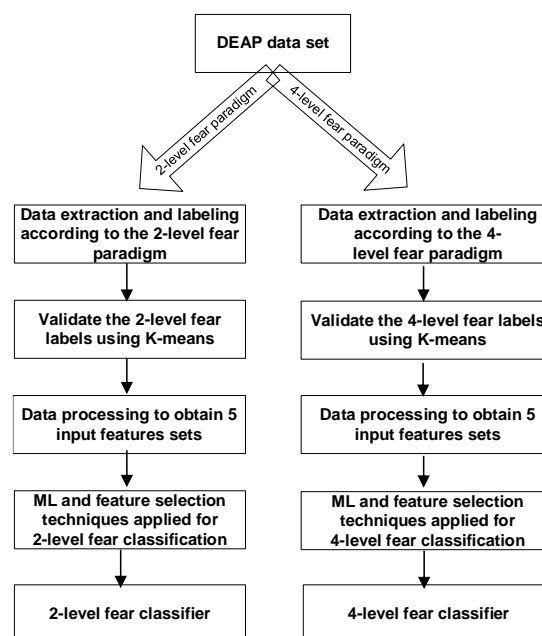 DEAP data set
2-level fear paradigm
4-level fear paradigm
Data extraction and labeling
according to the 2-level fear
paradigm
Data extraction and labeling
according to the 4-
level fear paradigm
Validate the 2-level fear
labels using K-means
Validate the 4-level fear labels
using K-means
Data processing to obtain 5
input features sets
Data processing to obtain 5
input features sets
ML and feature selection
techniques applied for
2-level fear classification
ML and feature selection
techniques applied for
4-level fear classification
2-level fear classifier
4-level fear classifier